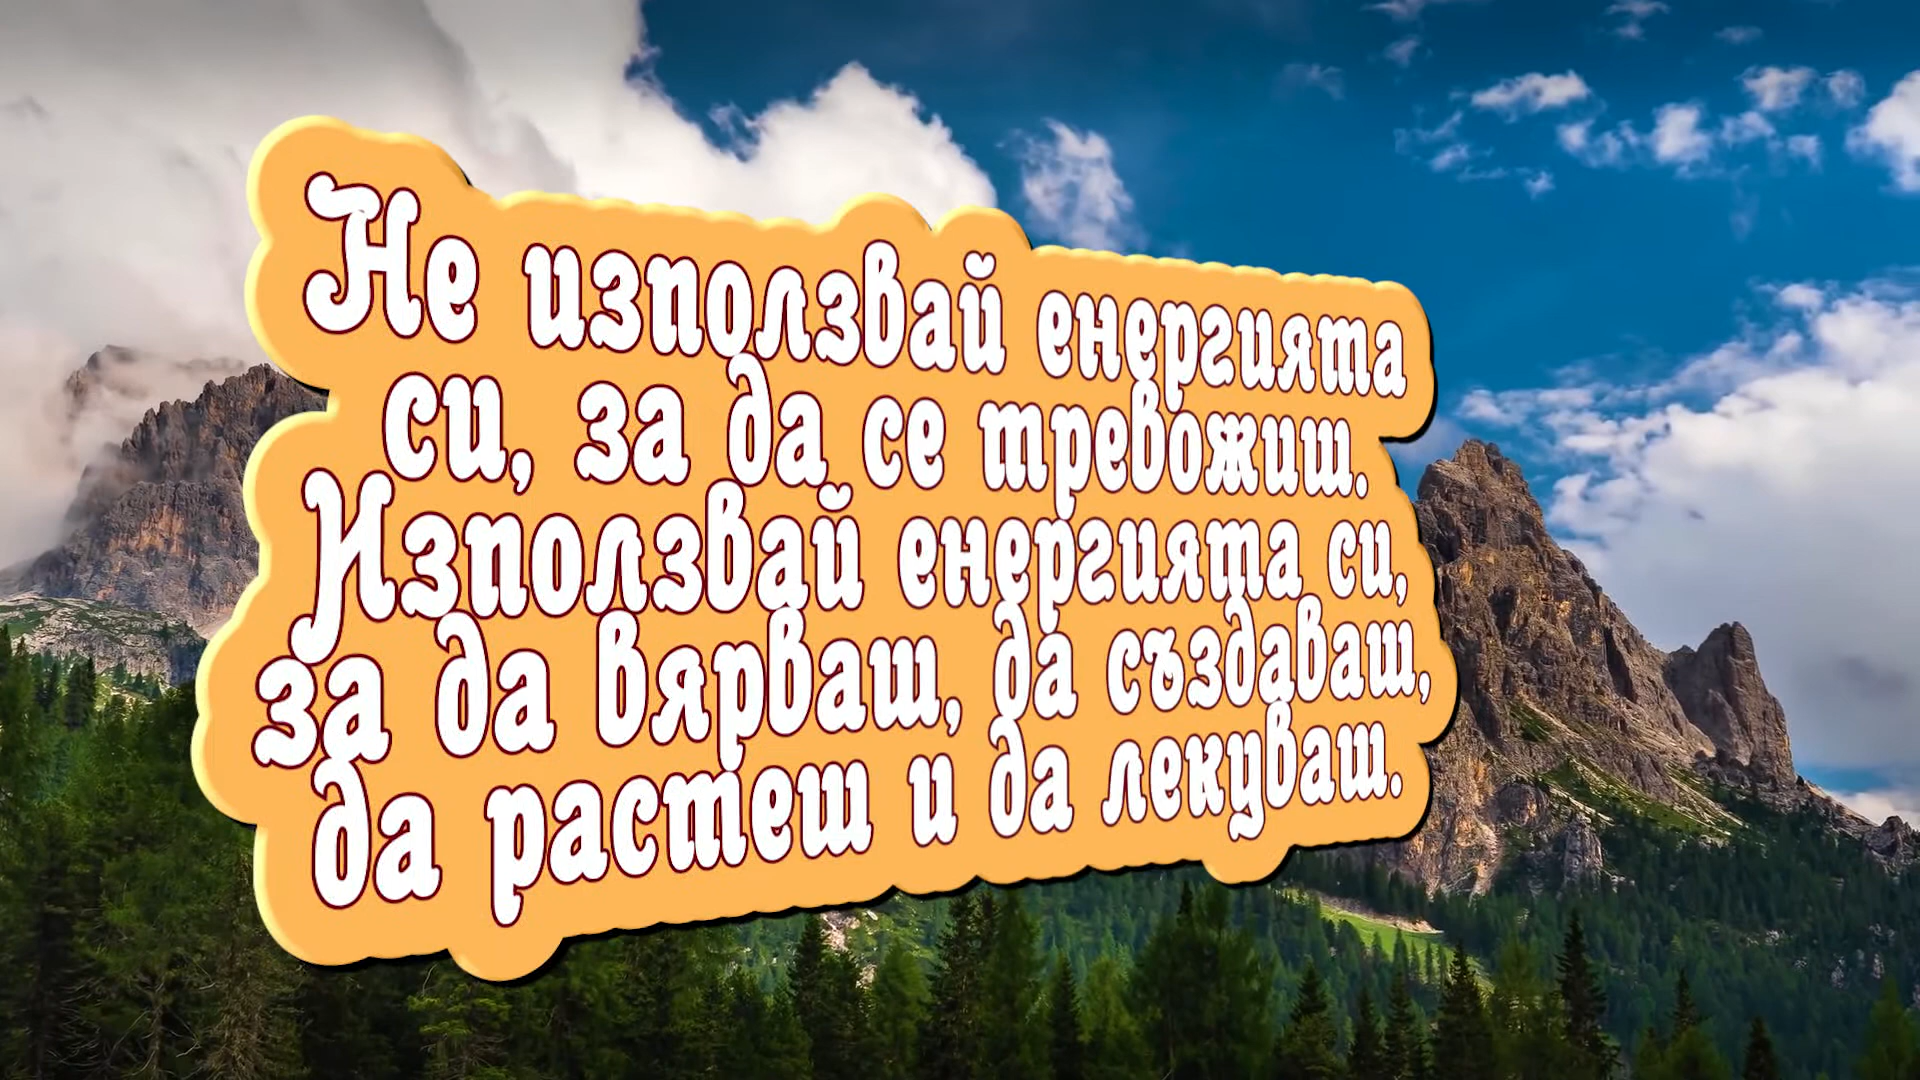 Не използвай енергията
си, за да се тревожиш.
Използвай енергията си,
за да вярваш, да създаваш,
да растеш и да лекуваш.